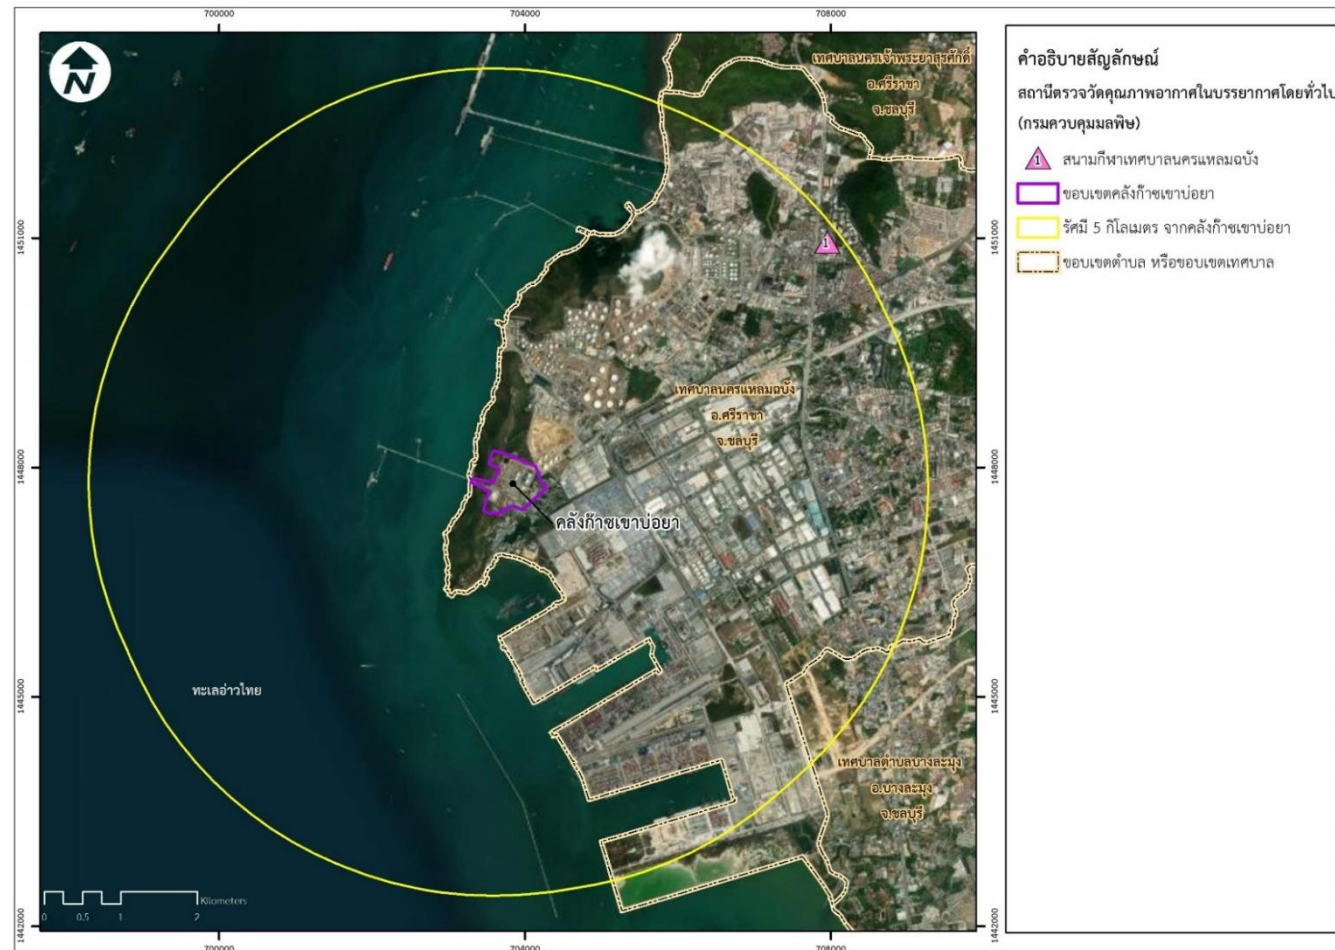 700000
704000
708000
N
เทศบาลนครเจ้าพระยาสุรศักดิ์
อ.ศรีราชา
จ.ชลบุรี
1451000
1451000
1
เทศบาลนครแหลมฉบัง
อ.ศรีราชา
จ.ชลบุรี
1448000
1448000
คลังก๊าซเขาบ่อยา
ทะเลอ่าวไทย
1445000
1445000
เทศบาลตำบลบางละมุง
อ.บางละมุง
จ.ชลบุรี
Kilometers
0 0.5 1 2
1442000
1442000
700000
704000
708000
คำอธิบายสัญลักษณ์
สถานีตรวจวัดคุณภาพอากาศในบรรยากาศโดยทั่วไป
(กรมควบคุมมลพิษ)
1 สนามกีฬาเทศบาลนครแหลมฉบัง
ขอบเขตคลังก๊าซเขาบ่อยา
รัศมี 5 กิโลเมตร จากคลังก๊าซเขาบ่อยา
ขอบเขตตำบล หรือขอบเขตเทศบาล